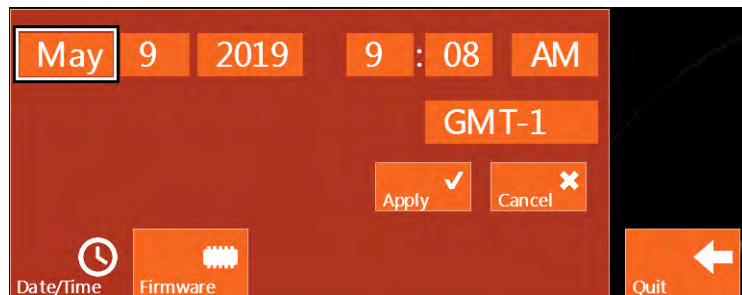 May 9 2019 9 : 08 AM
GMT-1
Apply Cancel
Date/Time Firmware Quit